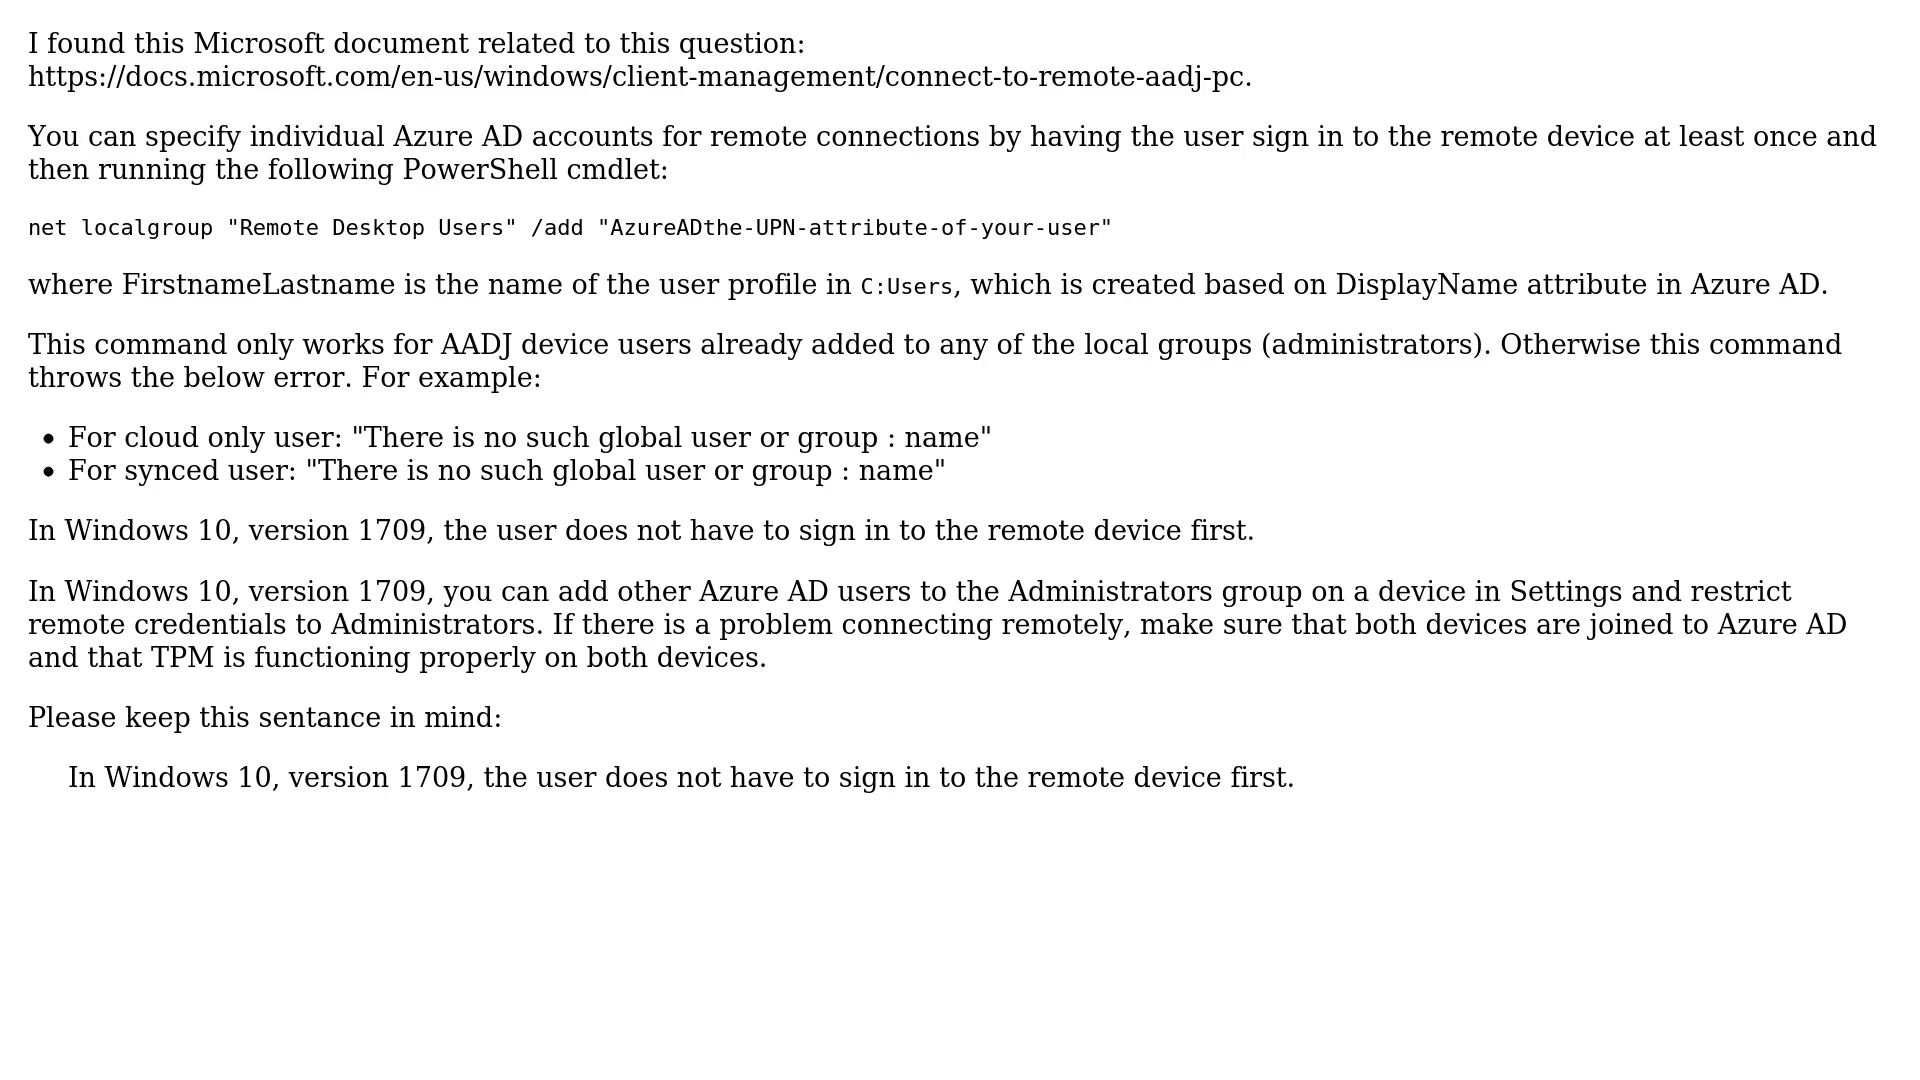 I found this Microsoft document related to this question:
https://docs.microsoft.com/en-us/windows/client-management/connect-to-remote-aadj-pc.
You can specify individual Azure AD accounts for remote connections by having the user sign in to the remote device at least once and
then running the following PowerShell cmdlet:
net localgroup "Remote Desktop Users" /add "AzureADthe-UPN-attribute-of-your-user"
where FirstnameLastname is the name of the user profile in C:Users, which is created based on DisplayName attribute in Azure AD.
This command only works for AADJ device users already added to any of the local groups (administrators). Otherwise this command
throws the below error. For example:
• For cloud only user: "There is no such global user or group : name"
• For synced user: "There is no such global user or group : name"
In Windows 10, version 1709, the user does not have to sign in to the remote device first.
In Windows 10, version 1709, you can add other Azure AD users to the Administrators group on a device in Settings and restrict
remote credentials to Administrators. If there is a problem connecting remotely, make sure that both devices are joined to Azure AD
and that TPM is functioning properly on both devices.
Please keep this sentance in mind:
In Windows 10, version 1709, the user does not have to sign in to the remote device first.